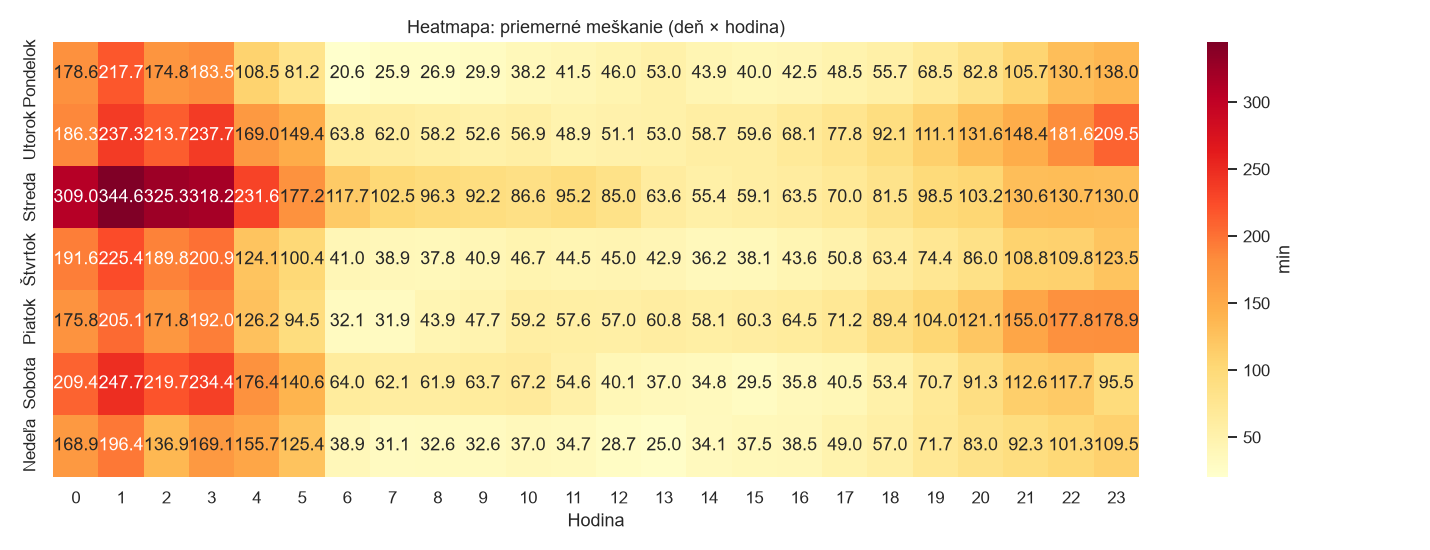 Heatmapa: priemerné meškanie (deň × hodina)
Pondelok 178.6 217.7 174.8 183.5 108.5 81.2 20.6 25.9 26.9 29.9 38.2 41.5 46.0 53.0 43.9 40.0 42.5 48.5 55.7 68.5 82.8 105.7 130.1 138.0
Utorok 186.3 237.3 213.7 237.7 169.0 149.4 63.8 62.0 58.2 52.6 56.9 48.9 51.1 53.0 58.7 59.6 68.1 77.8 92.1 111.1 131.6 148.4 181.6 209.5
Streda 309.0 344.6 325.3 318.2 231.6 177.2 117.7 102.5 96.3 92.2 86.6 95.2 85.0 63.6 55.4 59.1 63.5 70.0 81.5 98.5 103.2 130.6 130.7 130.0
Štvrtok 191.6 225.4 189.8 200.9 124.1 100.4 41.0 38.9 37.8 40.9 46.7 44.5 45.0 42.9 36.2 38.1 43.6 50.8 63.4 74.4 86.0 108.8 109.8 123.5
Piatok 175.8 205.1 171.8 192.0 126.2 94.5 32.1 31.9 43.9 47.7 59.2 57.6 57.0 60.8 58.1 60.3 64.5 71.2 89.4 104.0 121.1 155.0 177.8 178.9
Sobota 209.4 247.7 219.7 234.4 176.4 140.6 64.0 62.1 61.9 63.7 67.2 54.6 40.1 37.0 34.8 29.5 35.8 40.5 53.4 70.7 91.3 112.6 117.7 95.5
Nedeľa 168.9 196.4 136.9 169.1 155.7 125.4 38.9 31.1 32.6 32.6 37.0 34.7 28.7 25.0 34.1 37.5 38.5 49.0 57.0 71.7 83.0 92.3 101.3 109.5
0 1 2 3 4 5 6 7 8 9 10 11 12 13 14 15 16 17 18 19 20 21 22 23
Hodina
300
250
200
150
100
50
min